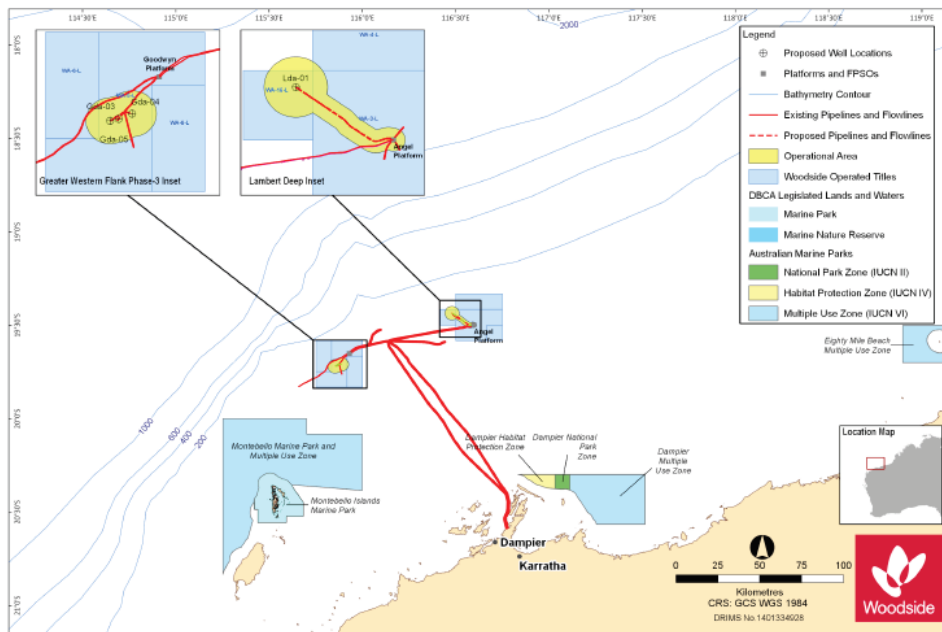 114°30'E
115°0'E
115°30'E
116°0'E
116°30'E
117°0'E
117°30'E
118°0'E
118°30'E
119°0'E
18°0'S
18°30'S
19°0'S
19°30'S
20°0'S
20°30'S
21°0'S
2000
WA-5-L
Goodwyn
Platform
Gda-03
Gda-04
Gda-05
WA-6-L
Greater Western Flank Phase-3 Inset
WA-4-L
Lda-01
WA-16-L
WA-3-L
Angel
Platform
Lambert Deep Inset
Legend
Proposed Well Locations
Platforms and FPSOs
Bathymetry Contour
Existing Pipelines and Flowlines
Proposed Pipelines and Flowlines
Operational Area
Woodside Operated Titles
DBCA Legislated Lands and Waters
Marine Park
Marine Nature Reserve
Australian Marine Parks
National Park Zone (IUCN II)
Habitat Protection Zone (IUCN IV)
Multiple Use Zone (IUCN VI)
Angel
Platform
Eighty Mile Beach
Multiple Use Zone
1000
600
400
200
Montebello Marine Park and
Multiple Use Zone
Montebello Islands
Marine Park
Dampier Habitat
Protection Zone
Dampier National
Park
Zone
Dampier
Multiple
Use Zone
Location Map
Dampier
Karratha
0 25 50 75 100
Kilometres
CRS: GCS WGS 1984
DRIMS No.1401334928
Woodside